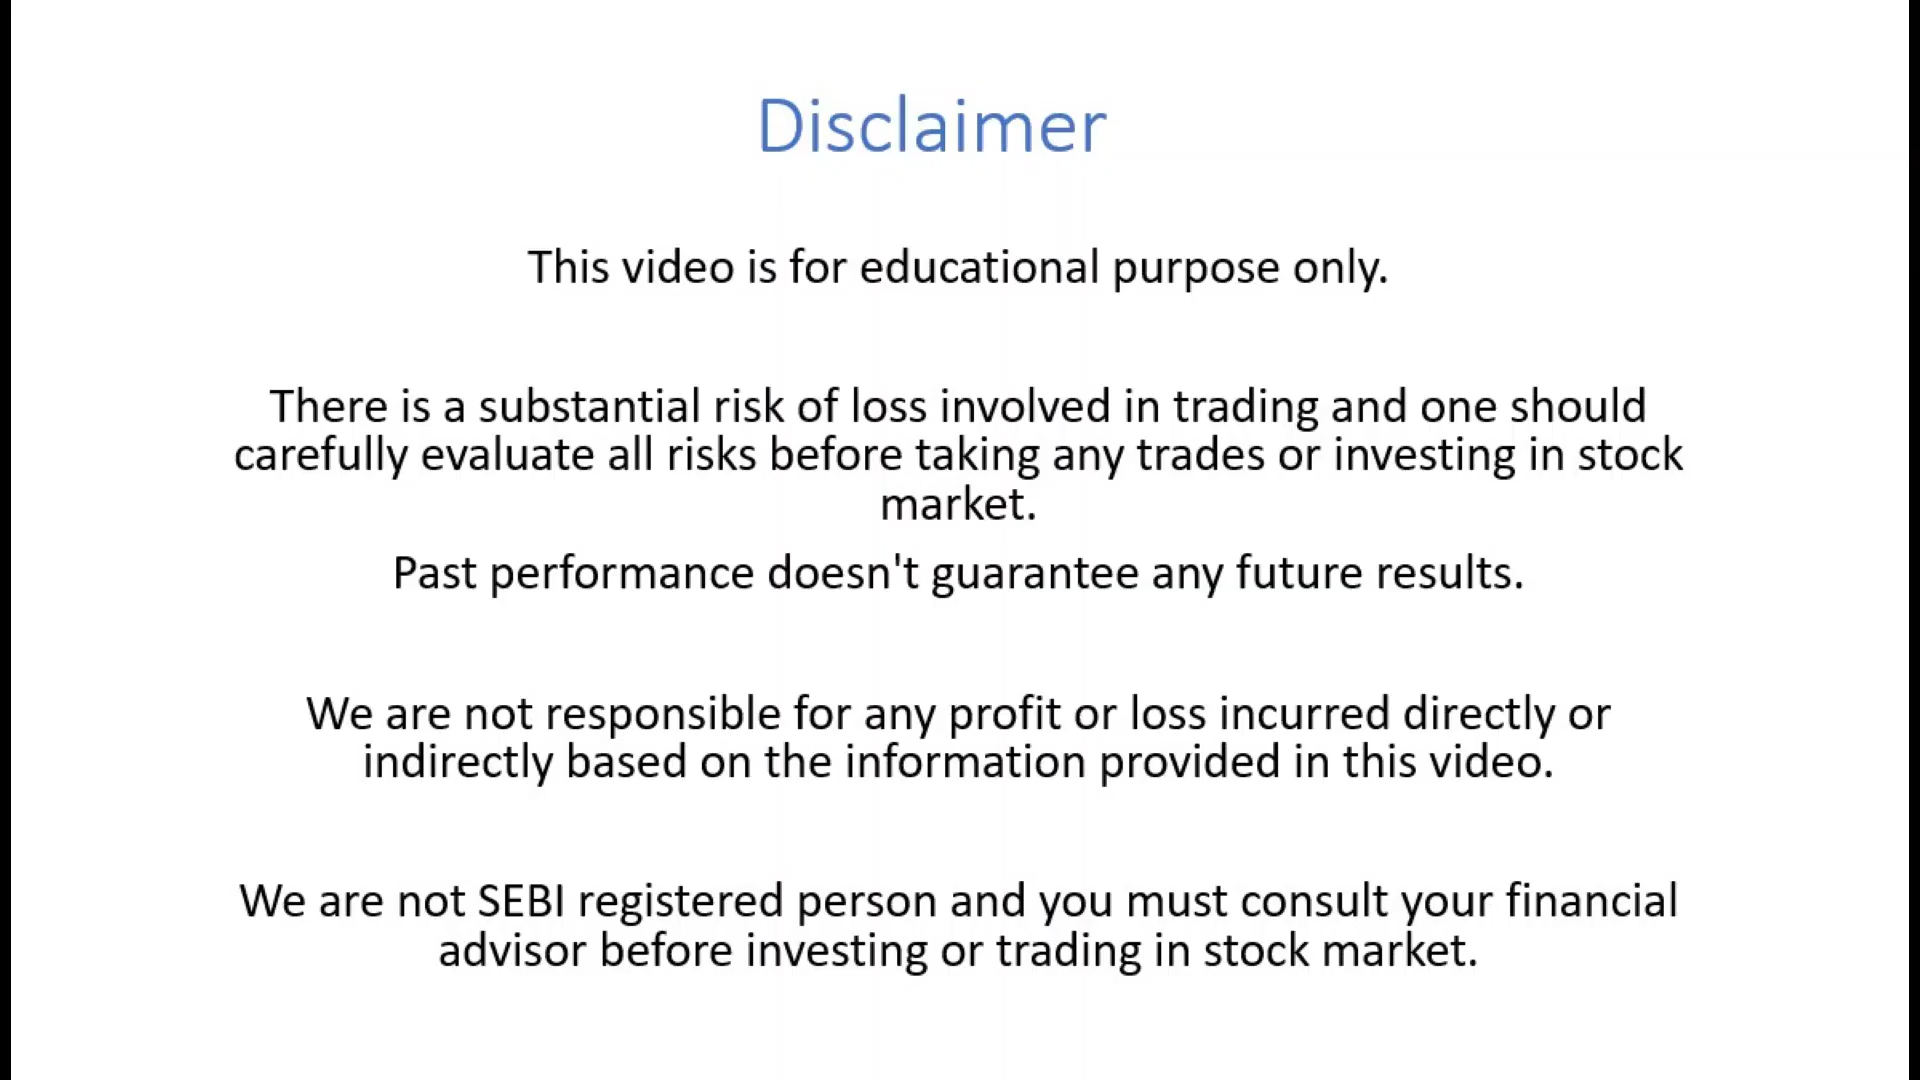 Disclaimer
This video is for educational purpose only.
There is a substantial risk of loss involved in trading and one should
carefully evaluate all risks before taking any trades or investing in stock
market.
Past performance doesn't guarantee any future results.
We are not responsible for any profit or loss incurred directly or
indirectly based on the information provided in this video.
We are not SEBI registered person and you must consult your financial
advisor before investing or trading in stock market.